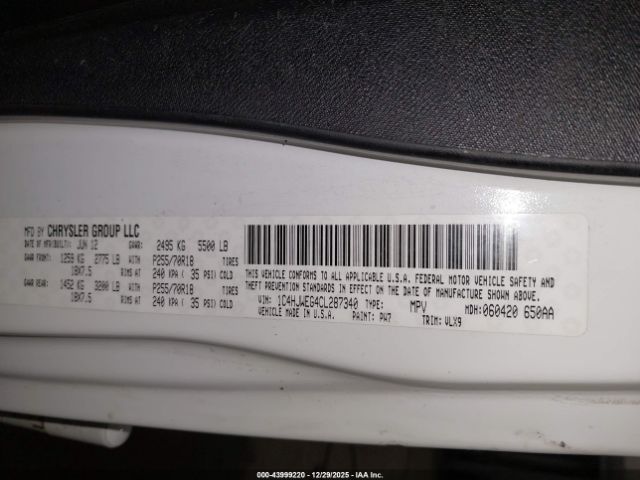 MFD BY CHRYSLER GROUP LLC
DATE OF MFR(BUILT): JUN 12 GVWR: 2495 KG 5500 LB
GAWR FRONT: 1259 KG 2775 LB WITH P255/70R18 TIRES
18X7.5 RIMS AT 240 KPA ( 35 PSI) COLD
GAWR REAR: 1452 KG 3200 LB WITH P255/70R18 TIRES
18X7.5 RIMS AT 240 KPA ( 35 PSI) COLD
THIS VEHICLE CONFORMS TO ALL APPLICABLE U.S.A. FEDERAL MOTOR VEHICLE SAFETY AND
THEFT PREVENTION STANDARDS IN EFFECT ON THE DATE OF MANUFACTURE SHOWN ABOVE.
VIN: 1C4HJWEG4CL287340 TYPE: MPV MDH: 060420 650AA
VEHICLE MADE IN U.S.A. PAINT: PW7 TRIM: VLX9
000-43999220 | 12/29/2025 | IAA Inc.